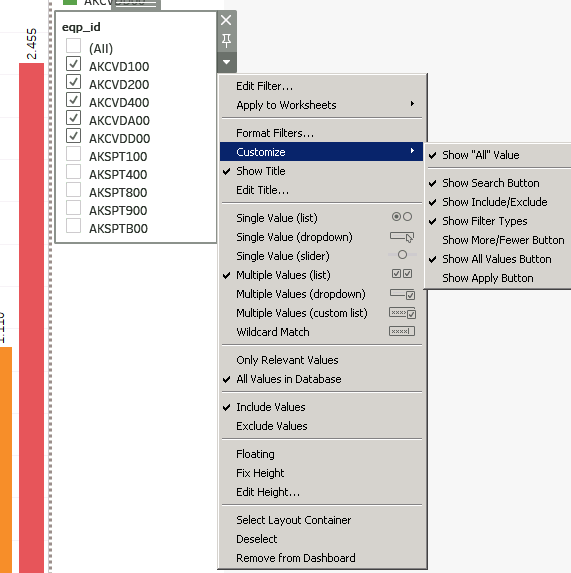 2.455
eqp_id
(All)
AKCVD100
AKCVD200
AKCVD400
AKCVDA00
AKCVDD00
AKSPT100
AKSPT400
AKSPT800
AKSPT900
AKSPTB00
Edit Filter...
Apply to Worksheets
Format Filters...
Customize
Show Title
Edit Title...
Single Value (list)
Single Value (dropdown)
Single Value (slider)
Multiple Values (list)
Multiple Values (dropdown)
Multiple Values (custom list)
Wildcard Match
Only Relevant Values
All Values in Database
Include Values
Exclude Values
Floating
Fix Height
Edit Height...
Select Layout Container
Deselect
Remove from Dashboard
Show "All" Value
Show Search Button
Show Include/Exclude
Show Filter Types
Show More/Fewer Button
Show All Values Button
Show Apply Button